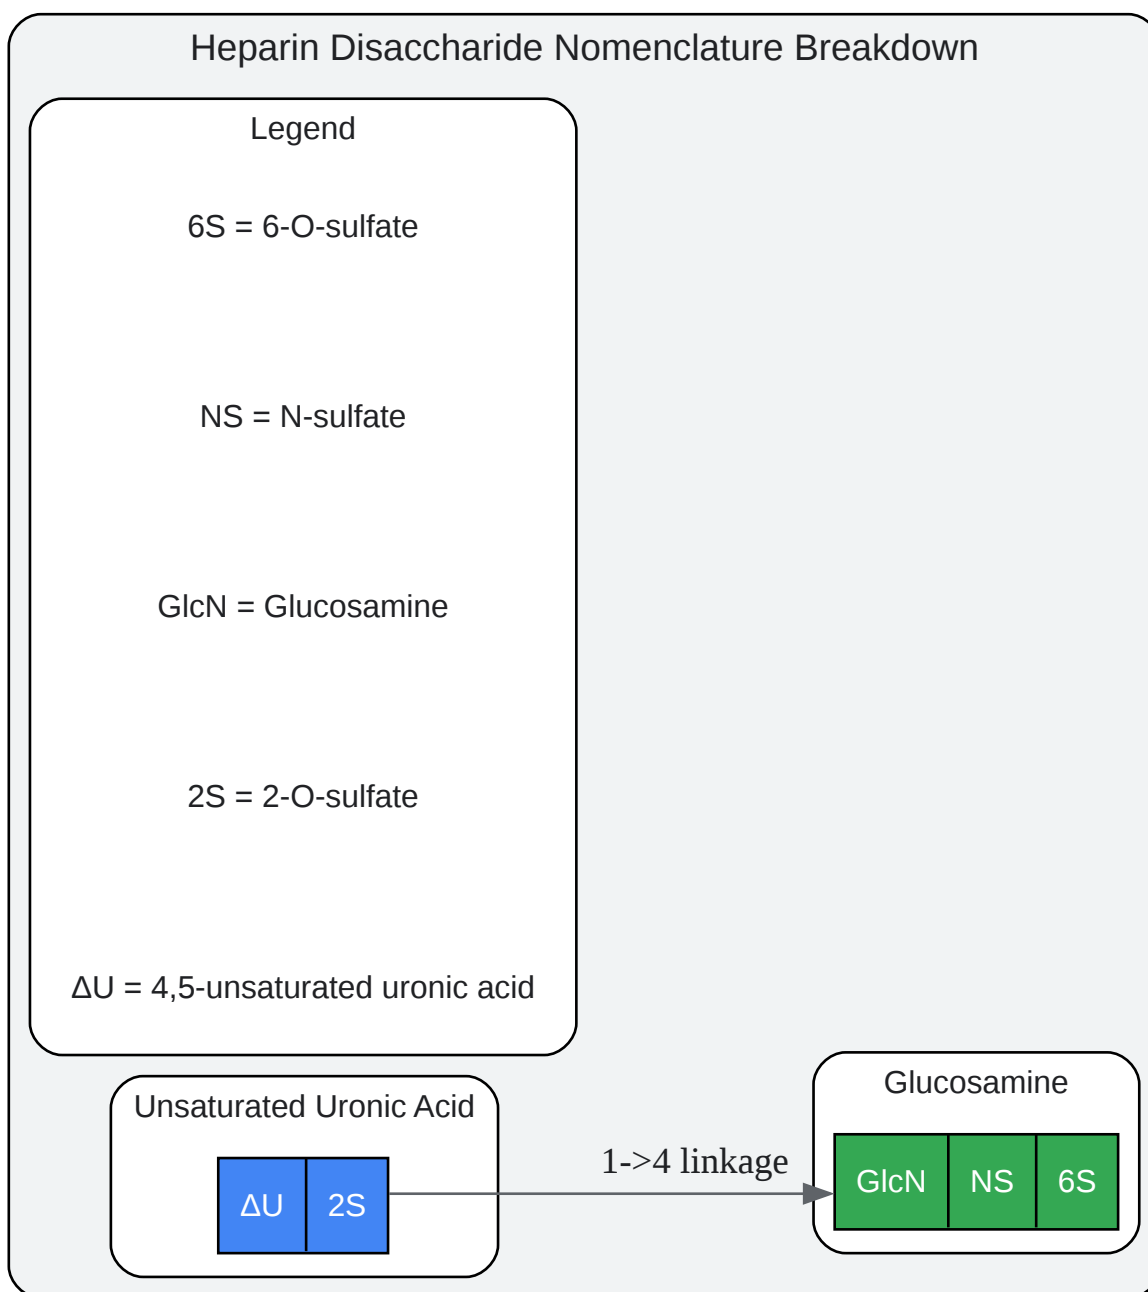 Heparin Disaccharide Nomenclature Breakdown
Legend
6S = 6-O-sulfate
NS = N-sulfate
GlcN = Glucosamine
2S = 2-O-sulfate
ΔU = 4,5-unsaturated uronic acid
Unsaturated Uronic Acid
ΔU 2S
1->4 linkage
Glucosamine
GlcN NS 6S